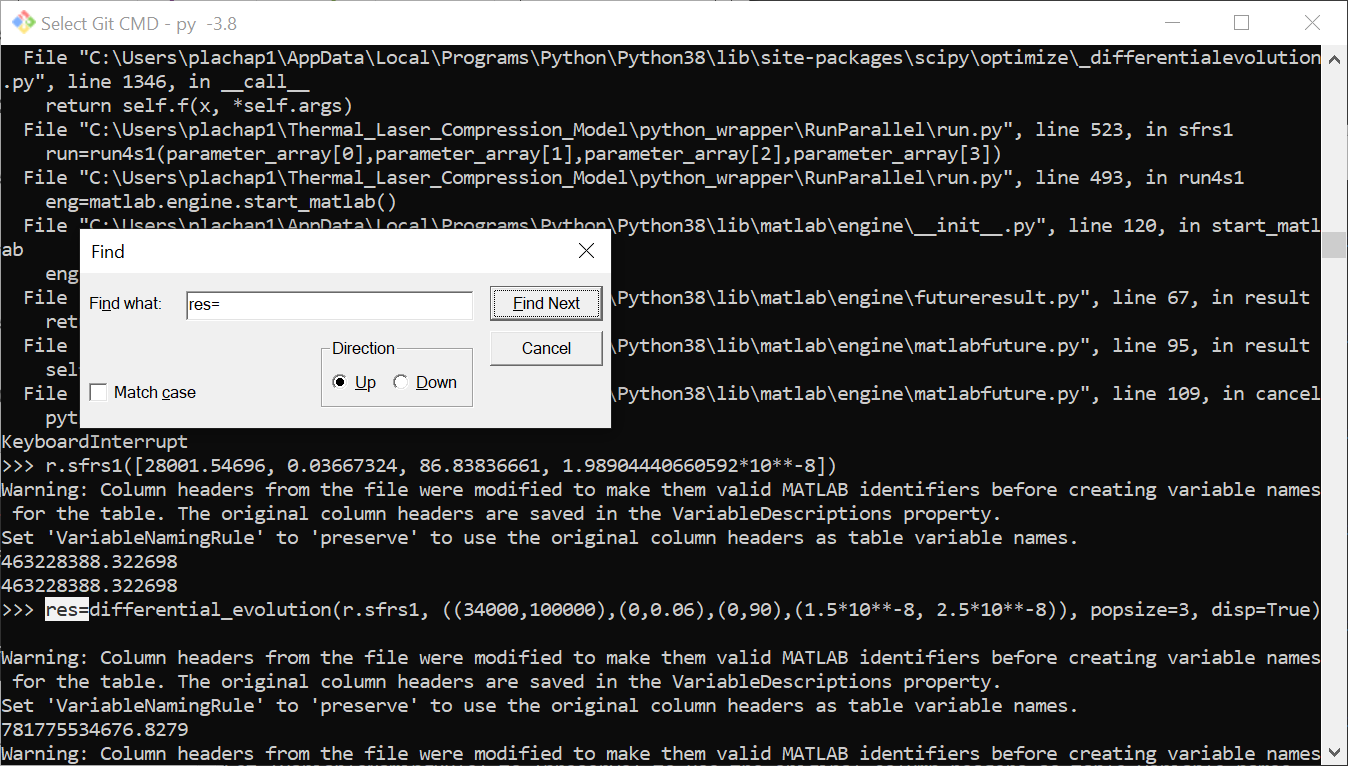 Select Git CMD - py -3.8
File "C:\Users\plachap1\AppData\Local\Programs\Python\Python38\lib\site-packages\scipy\optimize\_differentialevolution
.py", line 1346, in __call__
return self.f(x, *self.args)
File "C:\Users\plachap1\Thermal_Laser_Compression_Model\python_wrapper\RunParallel\run.py", line 523, in sfrs1
run=run4s1(parameter_array[0],parameter_array[1],parameter_array[2],parameter_array[3])
File "C:\Users\plachap1\Thermal_Laser_Compression_Model\python_wrapper\RunParallel\run.py", line 493, in run4s1
eng=matlab.engine.start_matlab()
File "C:\Users\plachap1\AppData\Local\Programs\Python\Python38\lib\matlab\engine\__init__.py", line 120, in start_matl
ab
eng
File \Python38\lib\matlab\engine\futureresult.py", line 67, in result
ret
File \Python38\lib\matlab\engine\matlabfuture.py", line 95, in result
sel
File \Python38\lib\matlab\engine\matlabfuture.py", line 109, in cancel
pyt
Find
Find what: res= Find Next
Direction Cancel
Up Down
Match case
KeyboardInterrupt
>>> r.sfrs1([28001.54696, 0.03667324, 86.83836661, 1.98904440660592*10**-8])
Warning: Column headers from the file were modified to make them valid MATLAB identifiers before creating variable names
for the table. The original column headers are saved in the VariableDescriptions property.
Set 'VariableNamingRule' to 'preserve' to use the original column headers as table variable names.
463228388.322698
463228388.322698
>>> res=differential_evolution(r.sfrs1, ((34000,100000),(0,0.06),(0,90),(1.5*10**-8, 2.5*10**-8)), popsize=3, disp=True)
Warning: Column headers from the file were modified to make them valid MATLAB identifiers before creating variable names
for the table. The original column headers are saved in the VariableDescriptions property.
Set 'VariableNamingRule' to 'preserve' to use the original column headers as table variable names.
781775534676.8279
Warning: Column headers from the file were modified to make them valid MATLAB identifiers before creating variable names